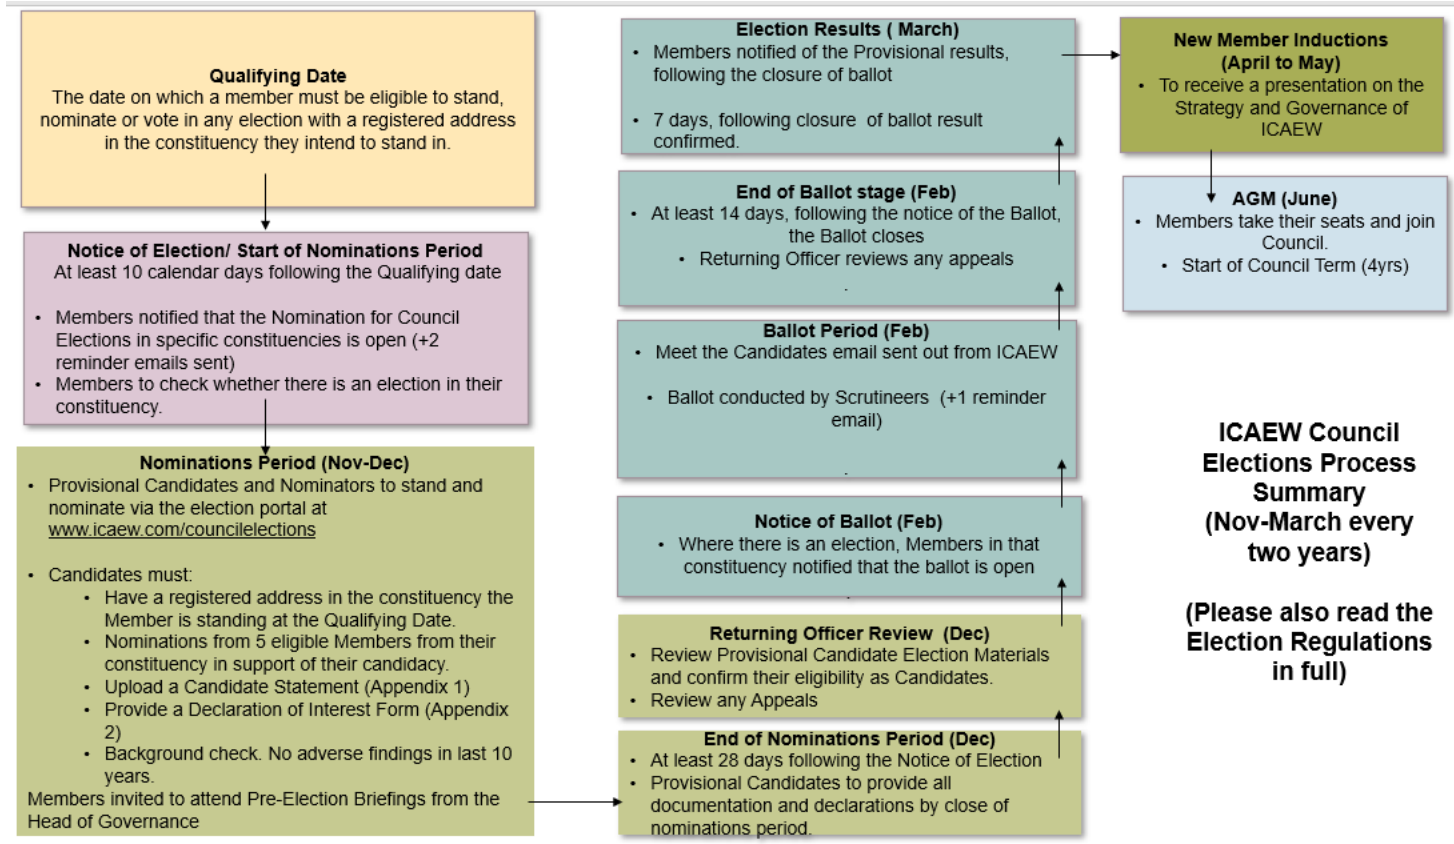 Qualifying Date
The date on which a member must be eligible to stand,
nominate or vote in any election with a registered address
in the constituency they intend to stand in.
Notice of Election/ Start of Nominations Period
At least 10 calendar days following the Qualifying date
• Members notified that the Nomination for Council
Elections in specific constituencies is open (+2
reminder emails sent)
• Members to check whether there is an election in their
constituency.
Nominations Period (Nov-Dec)
• Provisional Candidates and Nominators to stand and
nominate via the election portal at
www.icaew.com/councilelections
• Candidates must:
• Have a registered address in the constituency the
Member is standing at the Qualifying Date.
• Nominations from 5 eligible Members from their
constituency in support of their candidacy.
• Upload a Candidate Statement (Appendix 1)
• Provide a Declaration of Interest Form (Appendix
2)
• Background check. No adverse findings in last 10
years.
Members invited to attend Pre-Election Briefings from the
Head of Governance
End of Nominations Period (Dec)
• At least 28 days following the Notice of Election
• Provisional Candidates to provide all
documentation and declarations by close of
nominations period.
Returning Officer Review (Dec)
• Review Provisional Candidate Election Materials
and confirm their eligibility as Candidates.
• Review any Appeals
Notice of Ballot (Feb)
• Where there is an election, Members in that
constituency notified that the ballot is open
.
Ballot Period (Feb)
• Meet the Candidates email sent out from ICAEW
• Ballot conducted by Scrutineers (+1 reminder
email)
.
End of Ballot stage (Feb)
• At least 14 days, following the notice of the Ballot,
the Ballot closes
• Returning Officer reviews any appeals
.
Election Results ( March)
• Members notified of the Provisional results,
following the closure of ballot
• 7 days, following closure of ballot result
confirmed.
New Member Inductions
(April to May)
• To receive a presentation on the
Strategy and Governance of
ICAEW
AGM (June)
• Members take their seats and join
Council.
• Start of Council Term (4yrs)
ICAEW Council
Elections Process
Summary
(Nov-March every
two years)
(Please also read the
Election Regulations
in full)